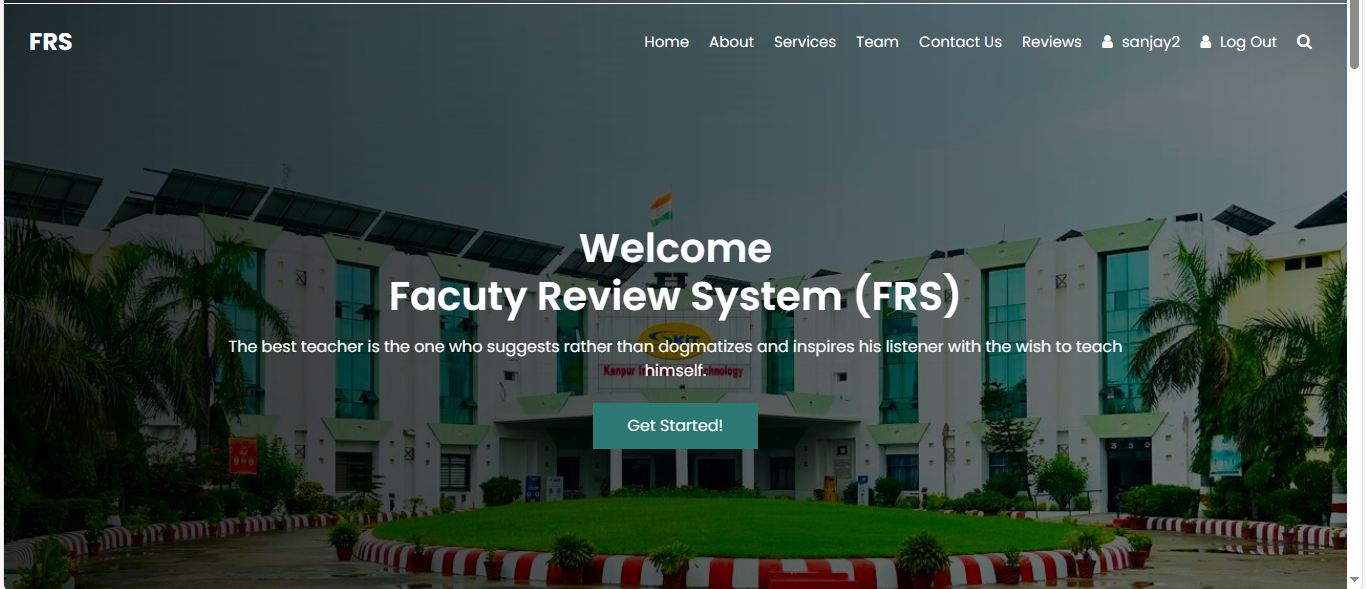 FRS
Home About Services Team Contact Us Reviews sanjay2 Log Out
Welcome
Facuty Review System (FRS)
The best teacher is the one who suggests rather than dogmatizes and inspires his listener with the wish to teach
himself.
Kanpur
Get Started!